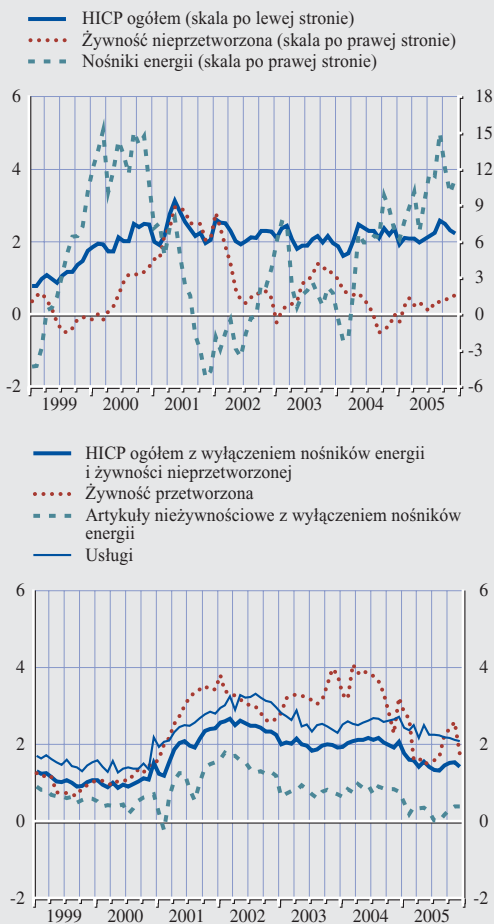 HICP ogółem (skala po lewej stronie)
Żywność nieprzetworzona (skala po prawej stronie)
Nośniki energii (skala po prawej stronie)
6 18
15
4 12
9
2 6
3
0 0
-3
-2 -6
1999 2000 2001 2002 2003 2004 2005
HICP ogółem z wyłączeniem nośników energii
i żywności nieprzetworzonej
Żywność przetworzona
Artykuły nieżywnościowe z wyłączeniem nośników
energii
Usługi
6 6
4 4
2 2
0 0
-2 -2
1999 2000 2001 2002 2003 2004 2005